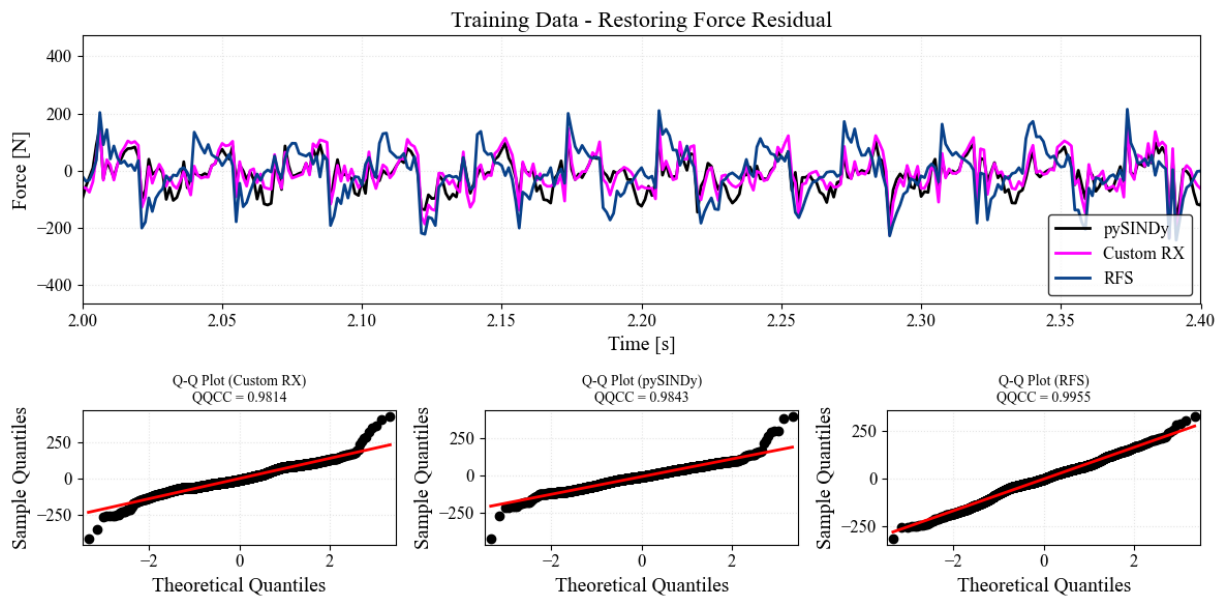 Training Data - Restoring Force Residual
400
200
0
−200
−400
Force [N]
pySINDy
Custom RX
RFS
2.00 2.05 2.10 2.15 2.20 2.25 2.30 2.35 2.40
Time [s]
Q-Q Plot (Custom RX)
QQCC = 0.9814
250
0
−250
Sample Quantiles
−2 0 2
Theoretical Quantiles
Q-Q Plot (pySINDy)
QQCC = 0.9843
250
0
−250
Sample Quantiles
−2 0 2
Theoretical Quantiles
Q-Q Plot (RFS)
QQCC = 0.9955
250
0
−250
Sample Quantiles
−2 0 2
Theoretical Quantiles